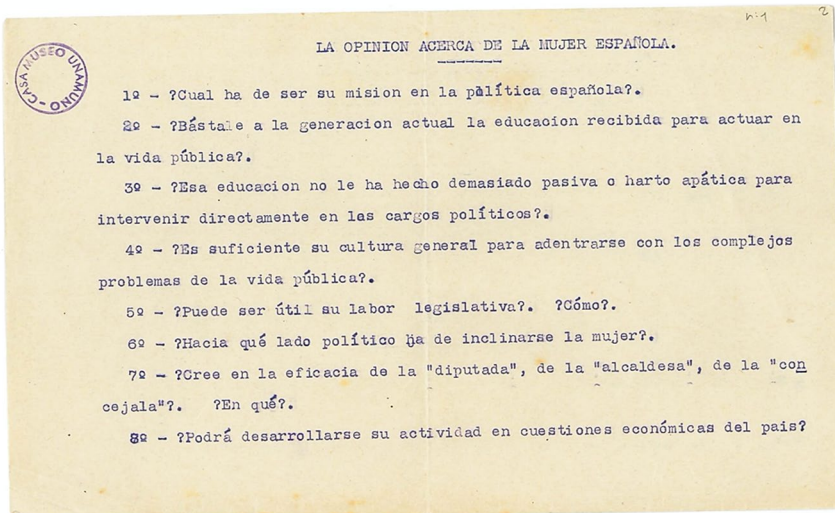 n:1 2
CASA MUSEO UNAMUNO
LA OPINION ACERCA DE LA MUJER ESPAÑOLA.
1º - ?Cual ha de ser su mision en la política española?.
2º - ?Bástale a la generacion actual la educacion recibida para actuar en
la vida pública?.
3º - ?Esa educacion no le ha hecho demasiado pasiva o harto apática para
intervenir directamente en los cargos políticos?.
4º - ?Es suficiente su cultura general para adentrarse con los complejos
problemas de la vida pública?.
5º - ?Puede ser útil su labor legislativa?. ?Cómo?.
6º - ?Hacia qué lado político ha de inclinarse la mujer?.
7º - ?Cree en la eficacia de la "diputada", de la "alcaldesa", de la "con
cejala"?. ?En qué?.
8º - ?Podrá desarrollarse su actividad en cuestiones económicas del pais?